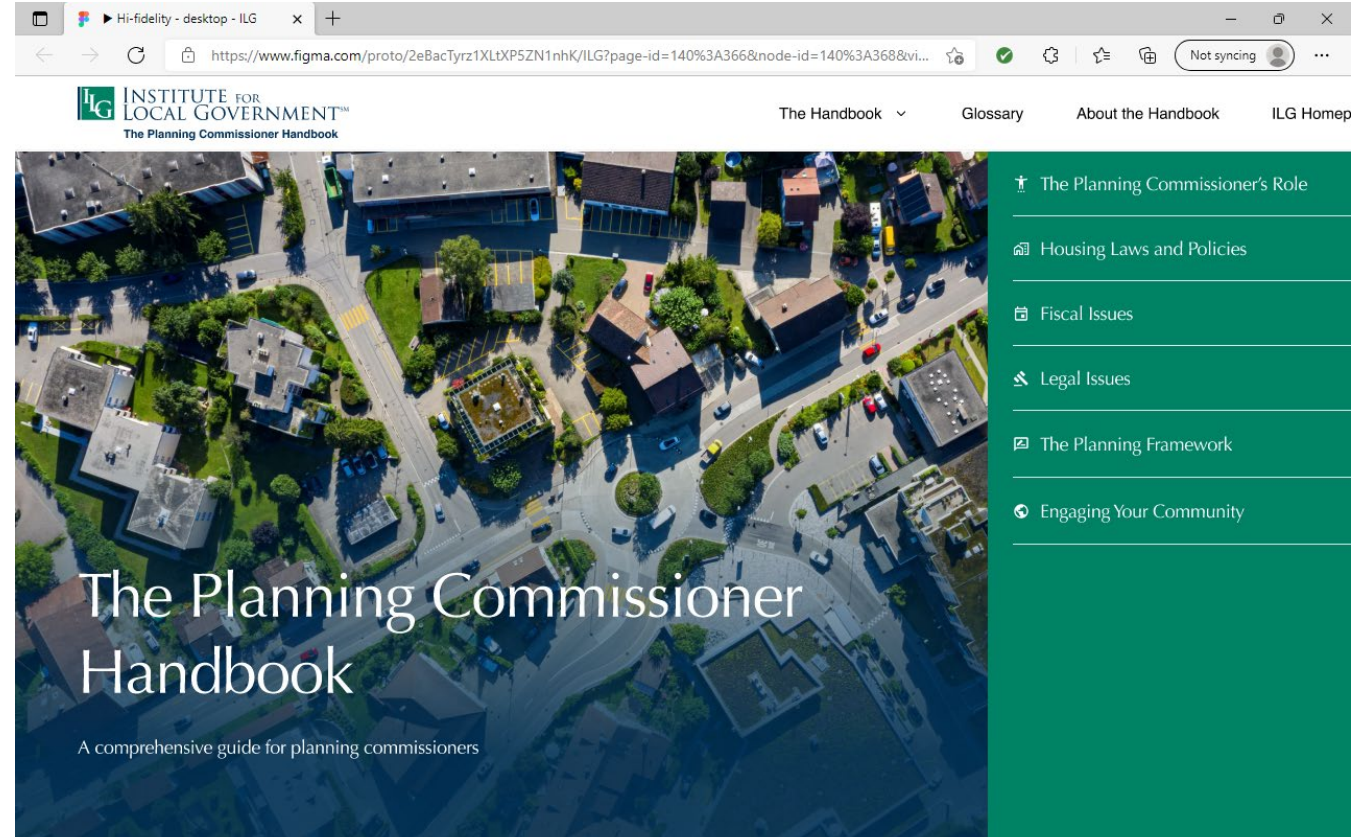 Hi-fidelity - desktop - ILG
https://www.figma.com/proto/2eBacTyrz1XLtXP5ZN1nhK/ILG?page-id=140%3A366&node-id=140%3A368&vi...
Not syncing
ILG
INSTITUTE FOR
LOCAL GOVERNMENT℠
The Planning Commissioner Handbook
The Handbook Glossary About the Handbook ILG Homep
The Planning Commissioner's Role
Housing Laws and Policies
Fiscal Issues
Legal Issues
The Planning Framework
Engaging Your Community
The Planning Commissioner
Handbook
A comprehensive guide for planning commissioners